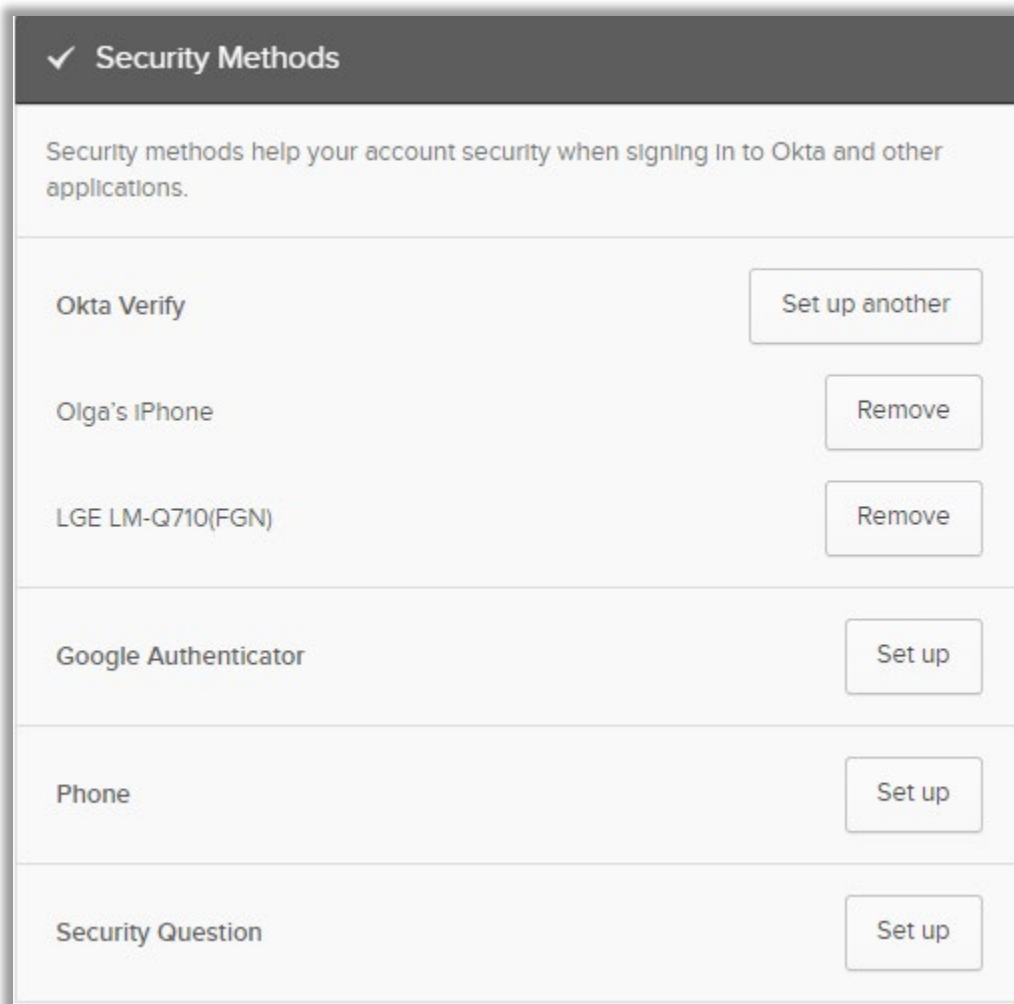 Security Methods
Security methods help your account security when signing in to Okta and other
applications.
Okta Verify
Set up another
Olga's iPhone
Remove
LGE LM-Q710(FGN)
Remove
Google Authenticator
Set up
Phone
Set up
Security Question
Set up